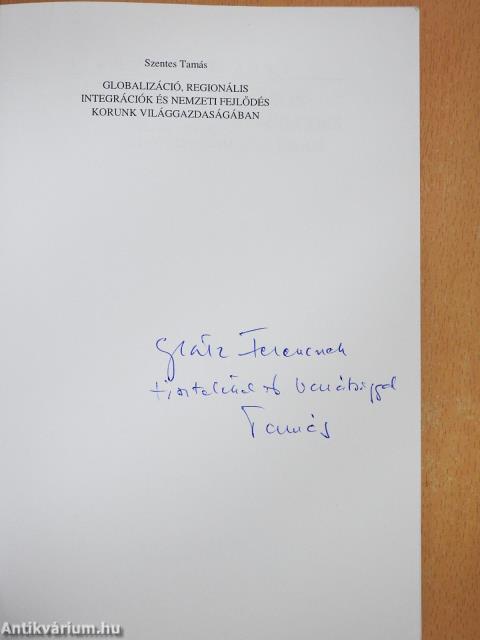 Szentes Tamás
GLOBALIZÁCIÓ, REGIONÁLIS
INTEGRÁCIÓK ÉS NEMZETI FEJLŐDÉS
KORUNK VILÁGGAZDASÁGÁBAN
Glatz Ferencnek
tisztelettel és barátsággal
Tamás
Antikvárium.hu